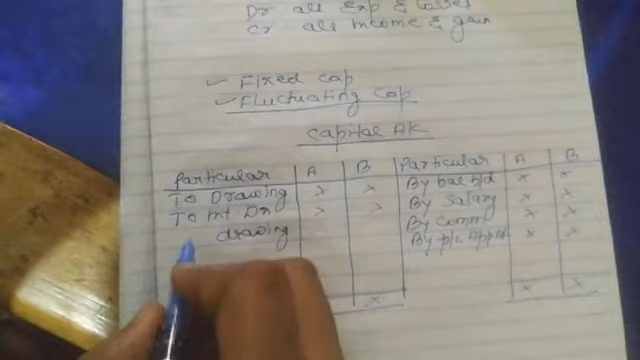 Dr all Exp & Losses
Cr all Income & gain
✓ Fixed Cap
✓ Fluctuating Cap
Capital A/c
Particular A B Particular A B
To Drawing x x By bal b/d x x
To Int On x x By Salary x x
drawing By Comm x x
By P/L App x x
x x x